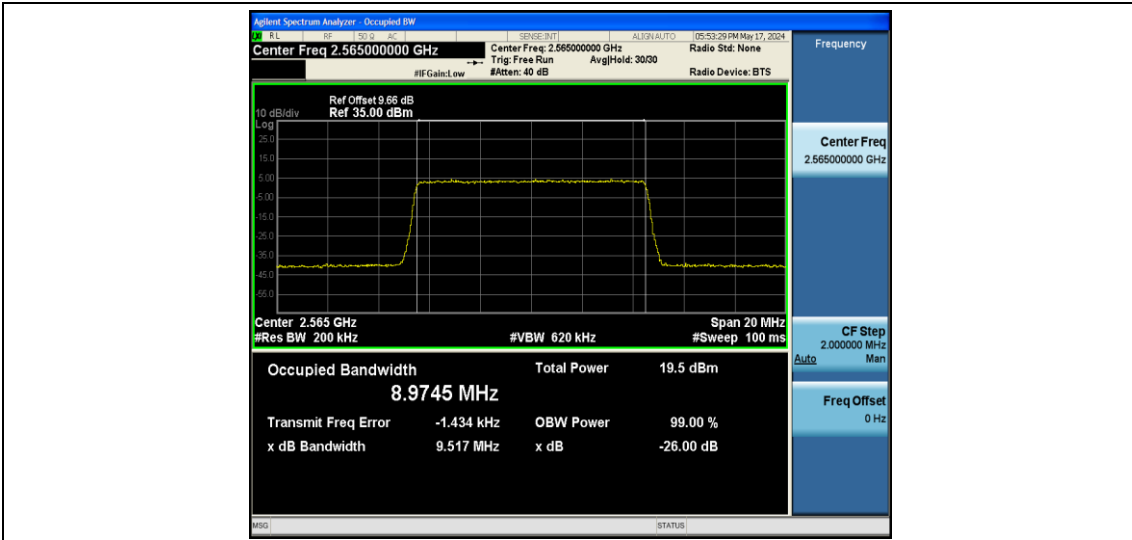 Agilent Spectrum Analyzer - Occupied BW
LXI RL RF 50 Ω AC SENSE:INT ALIGN AUTO 05:53:29 PM May 17, 2024
Center Freq 2.565000000 GHz
Center Freq: 2.565000000 GHz Radio Std: None
Trig: Free Run Avg|Hold: 30/30
#IFGain:Low #Atten: 40 dB Radio Device: BTS
Ref Offset 9.66 dB
10 dB/div Ref 35.00 dBm
Log
25.0
15.0
5.00
-5.00
-15.0
-25.0
-35.0
-45.0
-55.0
Center 2.565 GHz Span 20 MHz
#Res BW 200 kHz #VBW 620 kHz #Sweep 100 ms
Occupied Bandwidth Total Power 19.5 dBm
8.9745 MHz
Transmit Freq Error -1.434 kHz OBW Power 99.00 %
x dB Bandwidth 9.517 MHz x dB -26.00 dB
MSG STATUS
Frequency
Center Freq
2.565000000 GHz
CF Step
2.000000 MHz
Auto Man
Freq Offset
0 Hz